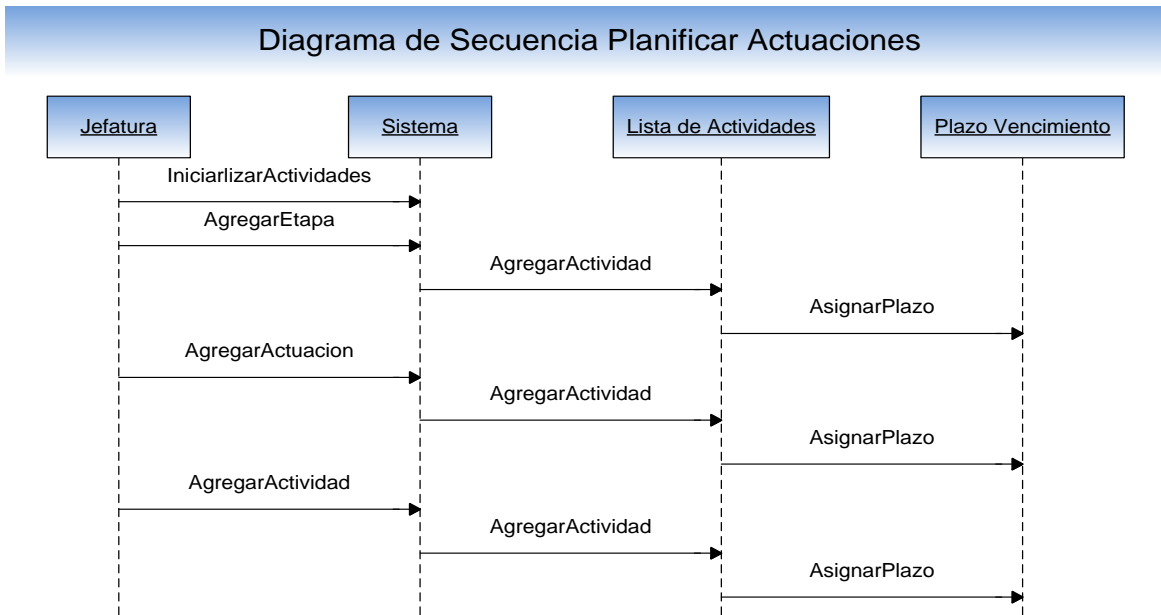 Diagrama de Secuencia Planificar Actuaciones
Jefatura
Sistema
Lista de Actividades
Plazo Vencimiento
IniciarlizarActividades
AgregarEtapa
AgregarActividad
AsignarPlazo
AgregarActuacion
AgregarActividad
AsignarPlazo
AgregarActividad
AgregarActividad
AsignarPlazo